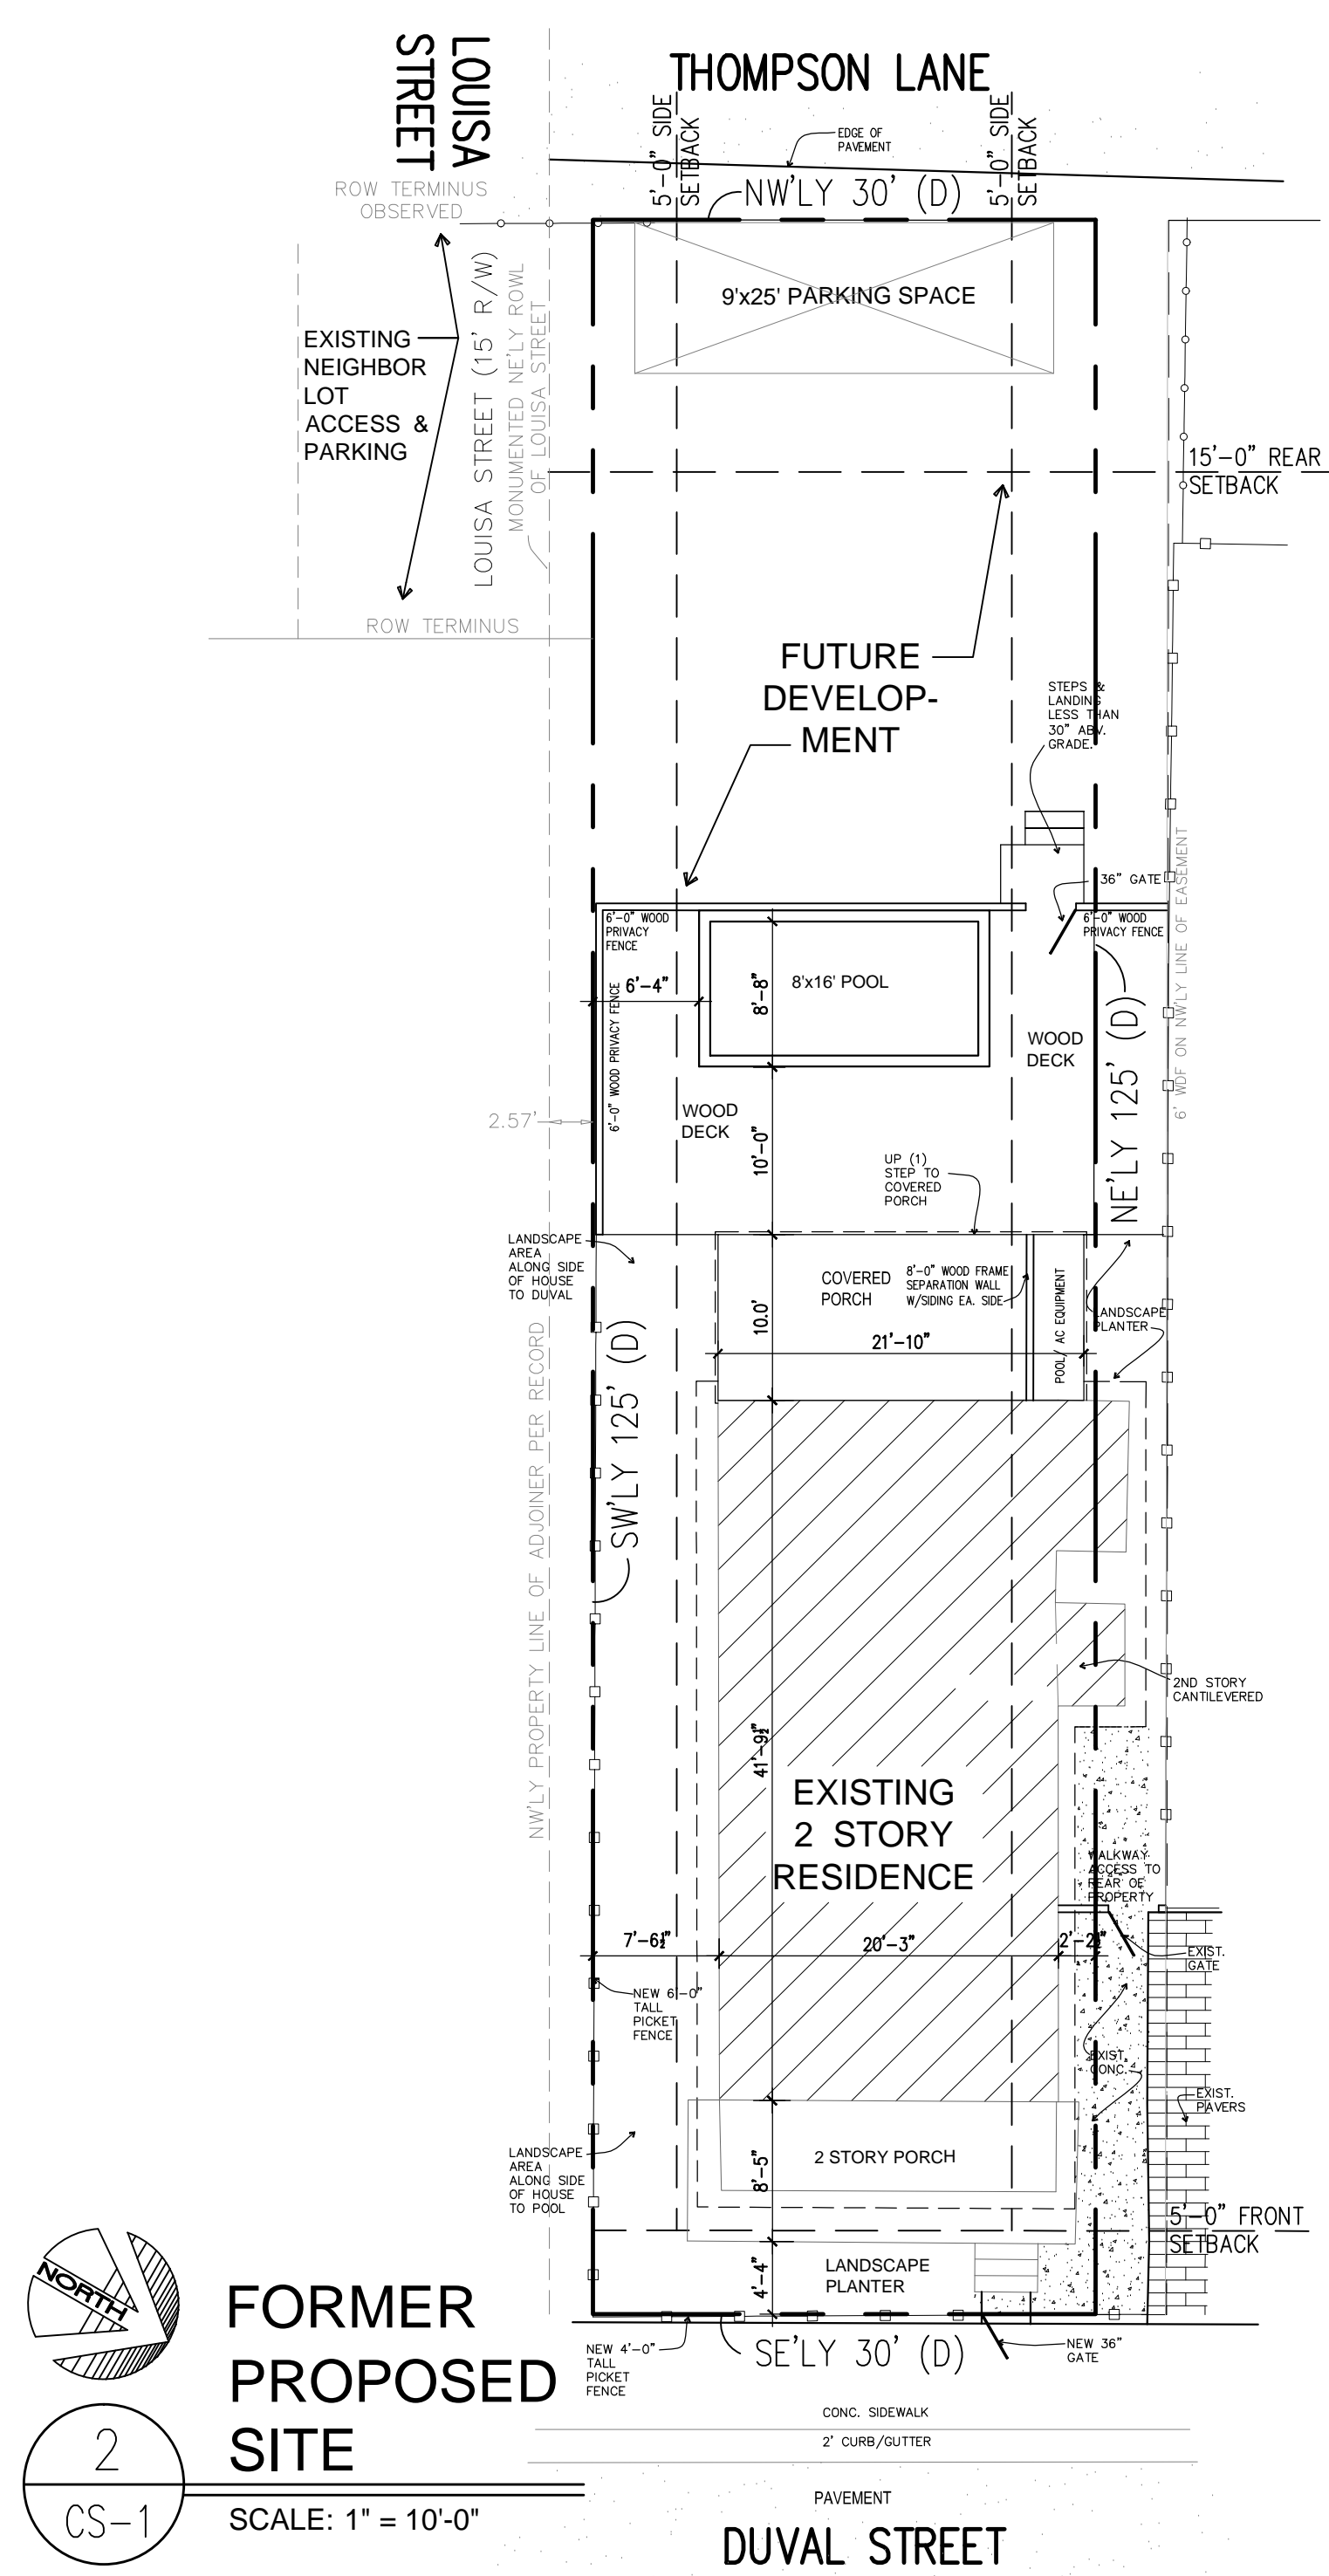 LOUISA
STREET
THOMPSON LANE
5'-0" SIDE
SETBACK
5'-0" SIDE
SETBACK
EDGE OF
PAVEMENT
NW'LY 30' (D)
ROW TERMINUS
OBSERVED
9'x25' PARKING SPACE
EXISTING
NEIGHBOR
LOT
ACCESS &
PARKING
LOUISA STREET (15' R/W)
MONUMENTED NE'LY ROWL
OF LOUISA STREET
15'-0" REAR
SETBACK
ROW TERMINUS
FUTURE
DEVELOP-
MENT
STEPS &
LANDING
LESS THAN
30" ABV.
GRADE.
36" GATE
6'-0" WOOD
PRIVACY
FENCE
6'-0" WOOD
PRIVACY FENCE
6' WDF ON NW'LY LINE OF EASEMENT
6'-4"
8'-8"
8'x16' POOL
6'-0" WOOD PRIVACY FENCE
WOOD
DECK
NE'LY 125' (D)
2.57'
WOOD
DECK
10'-0"
UP (1)
STEP TO
COVERED
PORCH
LANDSCAPE
AREA
ALONG SIDE
OF HOUSE
TO DUVAL
COVERED
PORCH
8'-0" WOOD FRAME
SEPARATION WALL
W/SIDING EA. SIDE
POOL/ AC EQUIPMENT
LANDSCAPE
PLANTER
10.0'
21'-10"
SW'LY 125' (D)
NW'LY PROPERTY LINE OF ADJOINER PER RECORD
2ND STORY
CANTILEVERED
41'-9½"
EXISTING
2 STORY
RESIDENCE
WALKWAY
ACCESS TO
REAR OF
PROPERTY
7'-6½"
20'-3"
2'-2½"
EXIST.
GATE
NEW 6'-0"
TALL
PICKET
FENCE
EXIST.
CONC.
EXIST.
PAVERS
LANDSCAPE
AREA
ALONG SIDE
OF HOUSE
TO POOL
2 STORY PORCH
8'-5"
5'-0" FRONT
SETBACK
LANDSCAPE
PLANTER
4'-4"
NEW 4'-0"
TALL
PICKET
FENCE
SE'LY 30' (D)
NEW 36"
GATE
NORTH
FORMER
PROPOSED
SITE
2
CS-1
SCALE: 1" = 10'-0"
CONC. SIDEWALK
2' CURB/GUTTER
PAVEMENT
DUVAL STREET